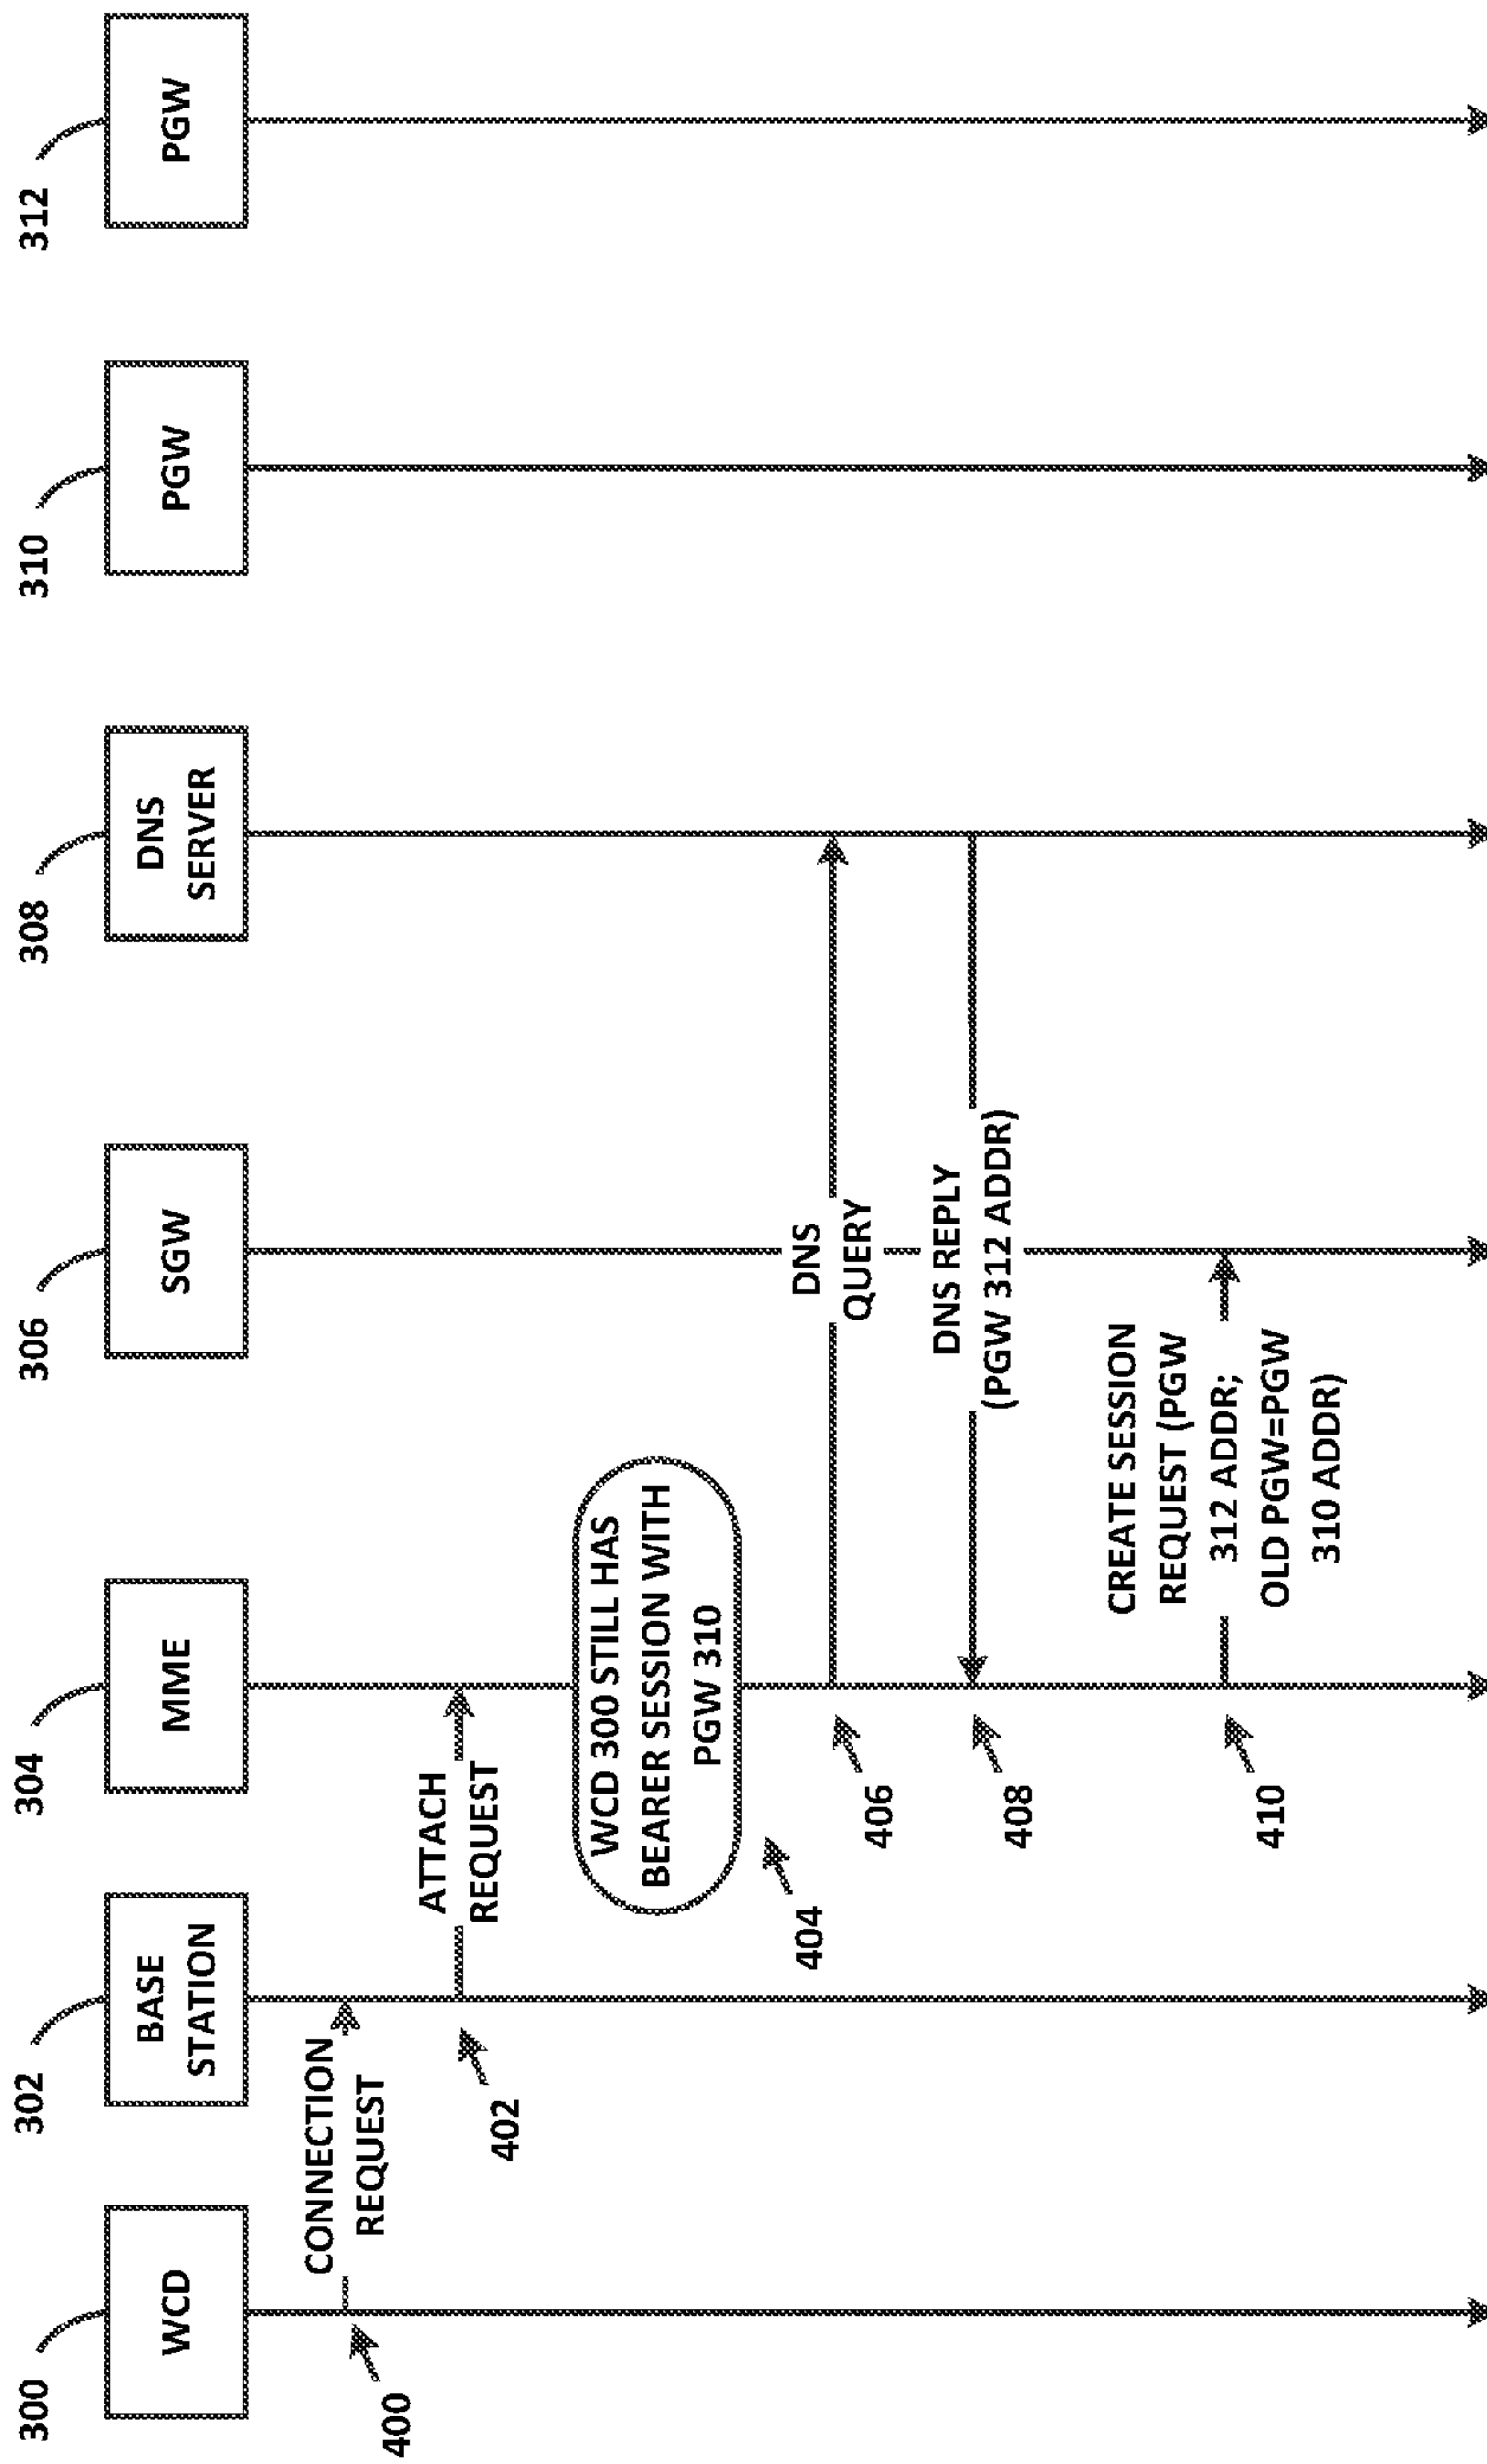 300
302
304
306
308
310
312
WCD
BASE
STATION
MME
SGW
DNS
SERVER
PGW
PGW
CONNECTION
REQUEST
400
ATTACH
REQUEST
402
WCD 300 STILL HAS
BEARER SESSION WITH
PGW 310
404
DNS
QUERY
406
DNS REPLY
(PGW 312 ADDR)
408
CREATE SESSION
REQUEST (PGW
312 ADDR;
OLD PGW=PGW
310 ADDR)
410